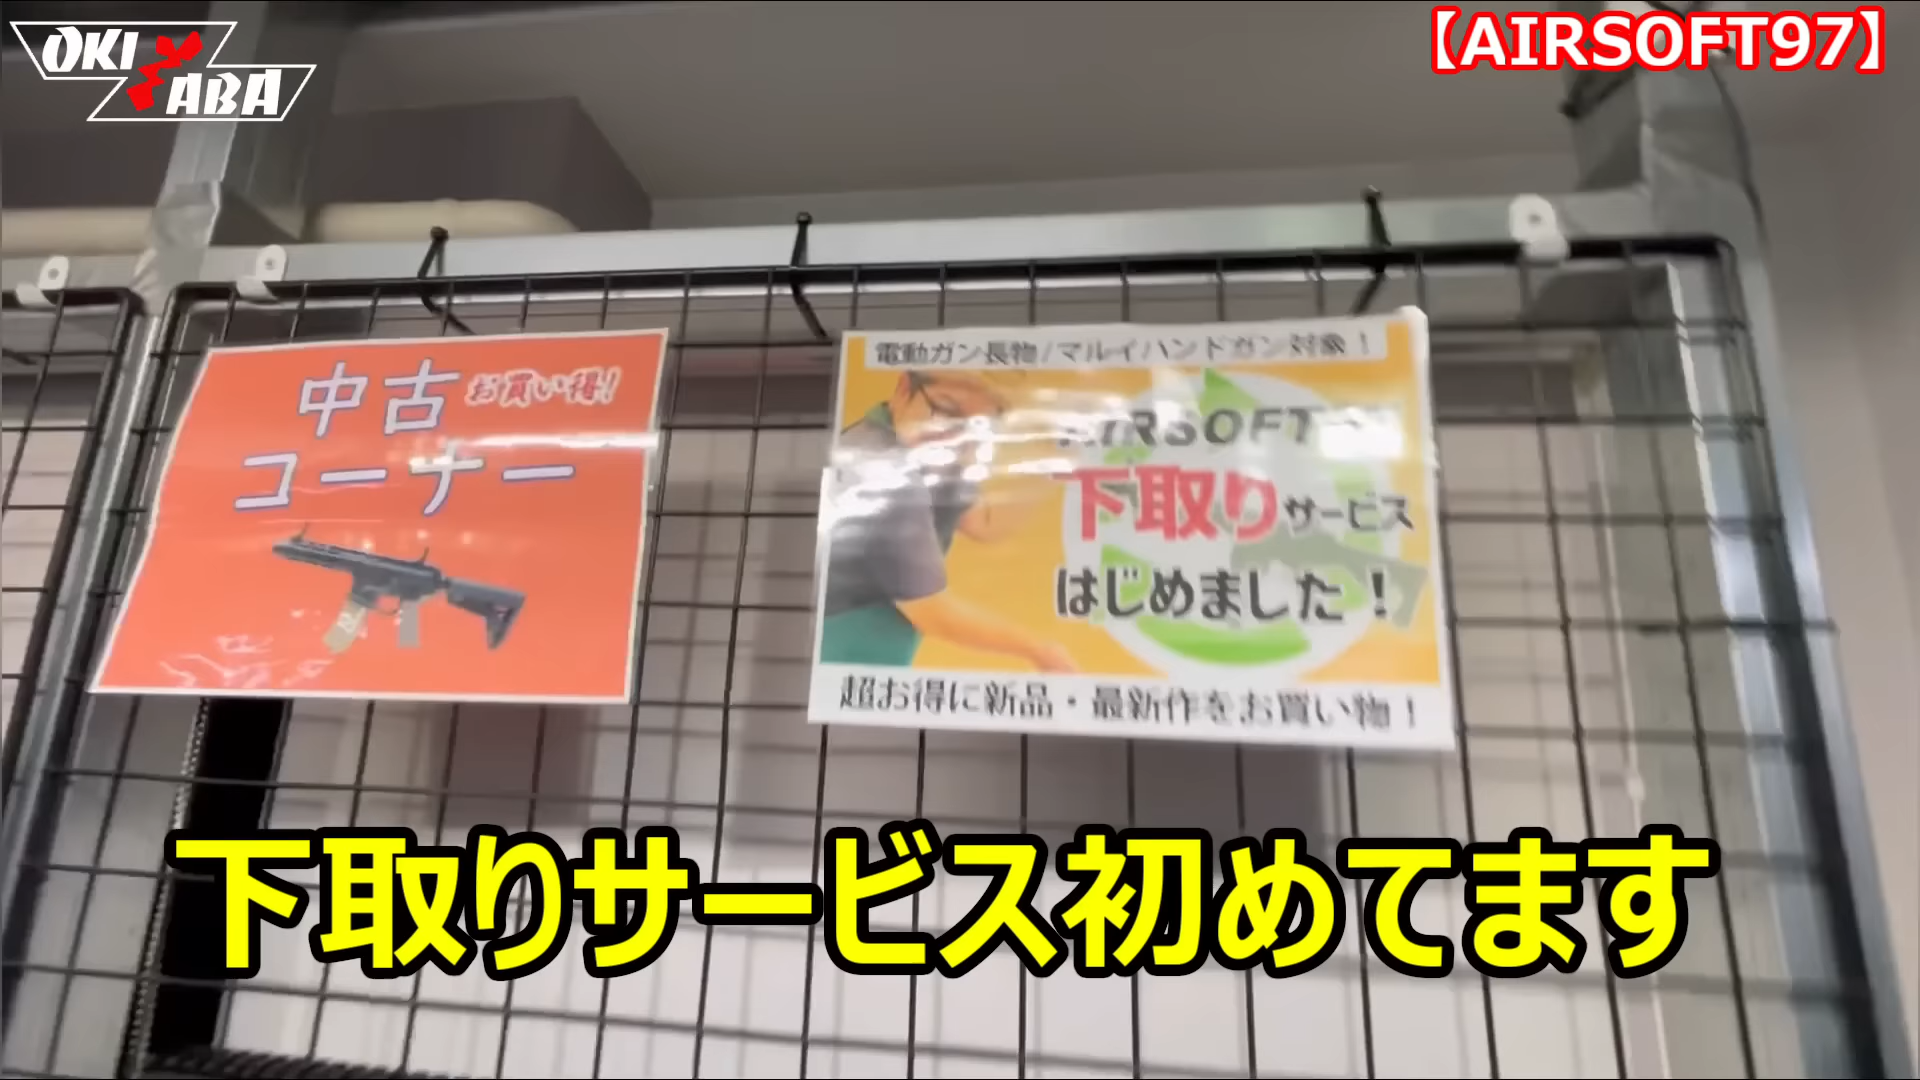 OKI サバ ABA
【AIRSOFT97】
中古 お買い得!
コーナー
電動ガン長物/マルイハンドガン対象!
AIRSOFT
下取りサービス
はじめました!
超お得に新品・最新作をお買い物!
下取りサービス初めてます